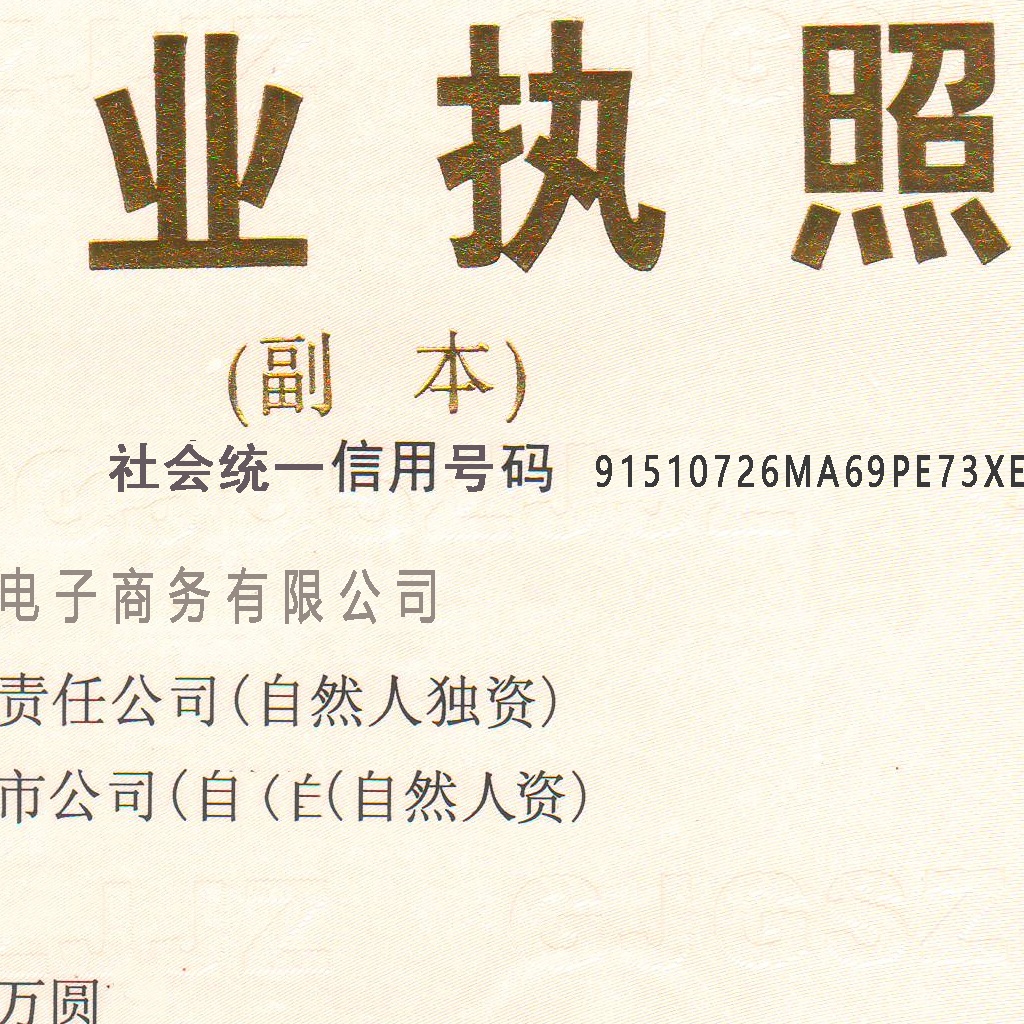 业执照
(副 本)
社会统一信用号码 91510726MA69PE73XE
电子商务有限公司
责任公司(自然人独资)
市公司(自(自(自然人资)
万圆